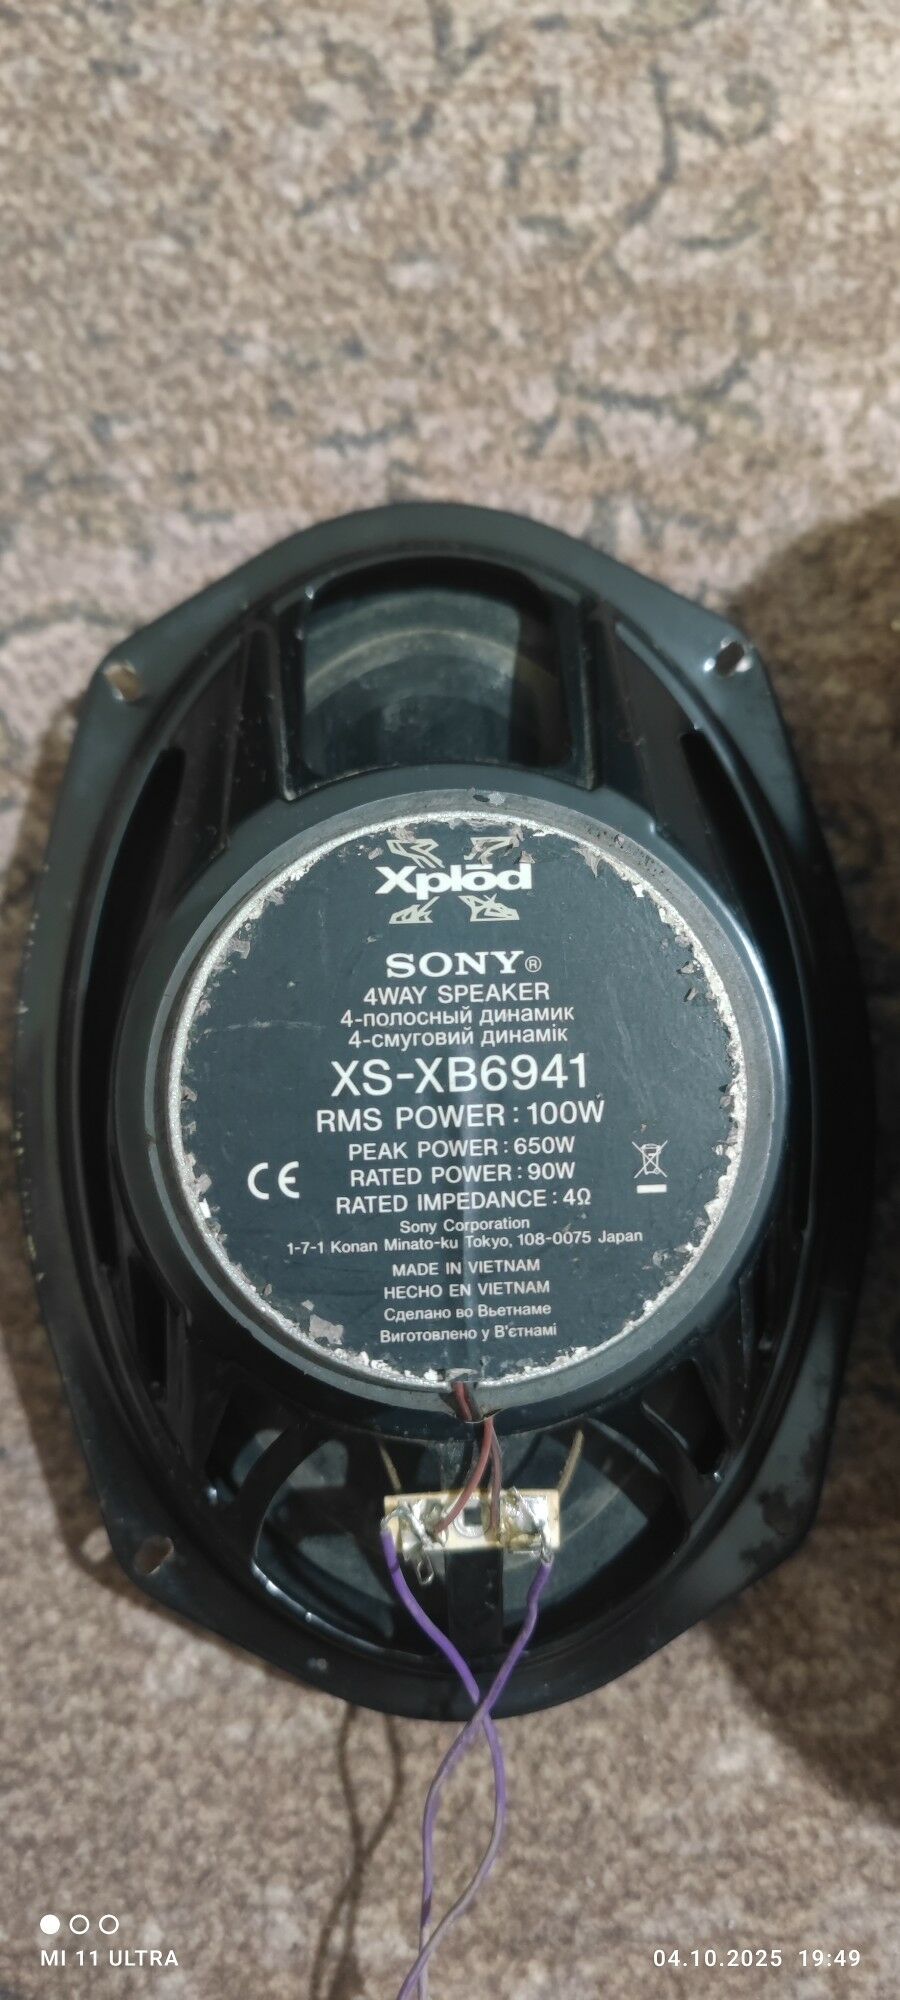 Xplōd
SONY®
4WAY SPEAKER
4-полосный динамик
4-смуговий динамік
XS-XB6941
RMS POWER : 100W
PEAK POWER : 650W
RATED POWER : 90W
RATED IMPEDANCE : 4Ω
CE
Sony Corporation
1-7-1 Konan Minato-ku Tokyo, 108-0075 Japan
MADE IN VIETNAM
HECHO EN VIETNAM
Сделано во Вьетнаме
Виготовлено у В'єтнамі
MI 11 ULTRA
04.10.2025 19:49